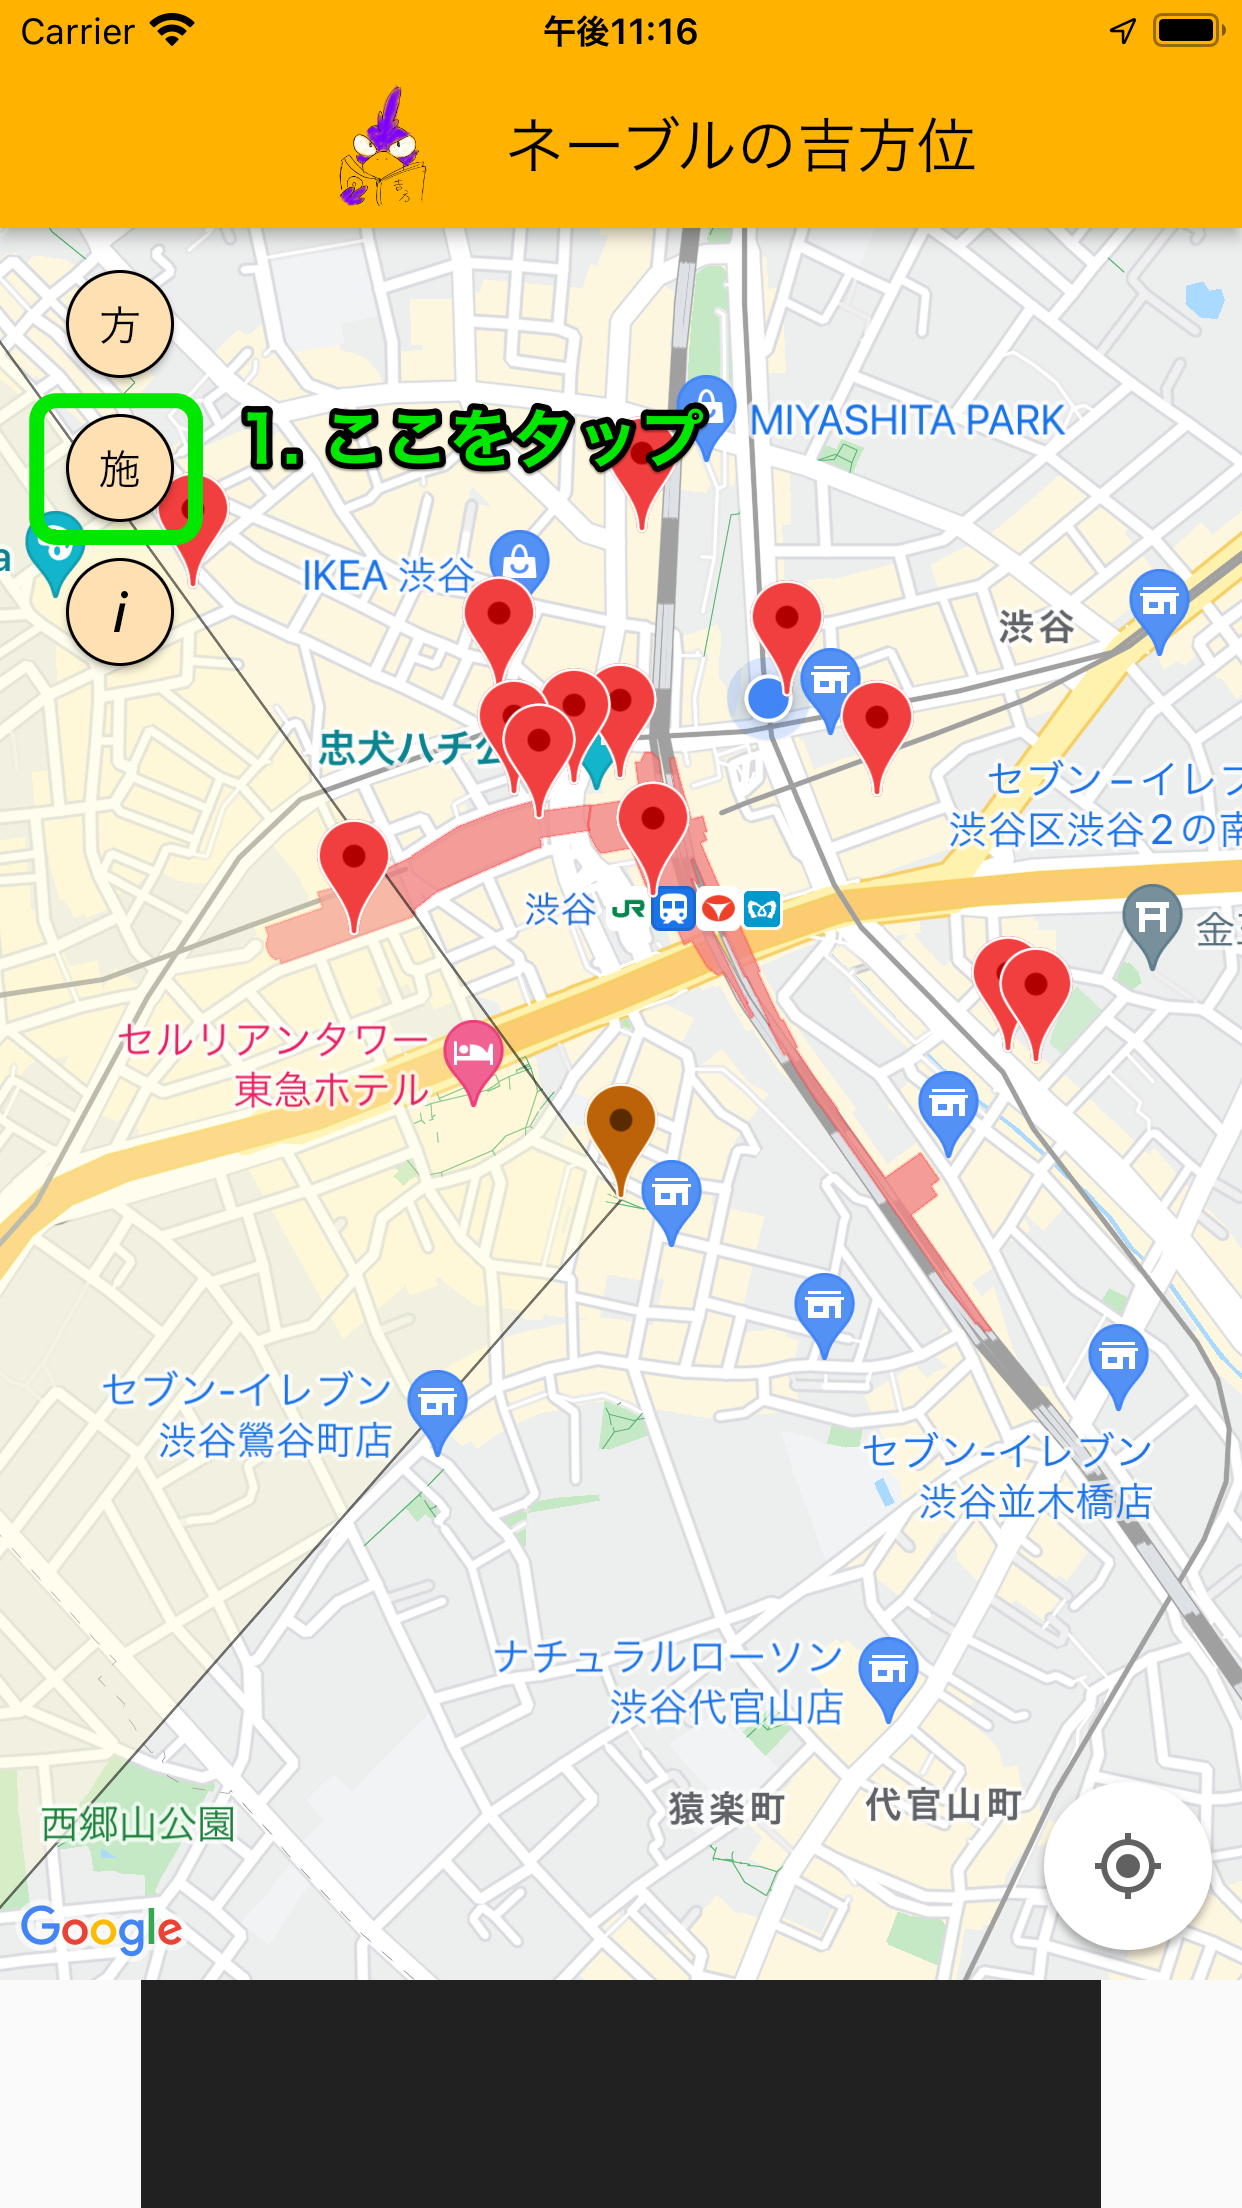 Carrier
午後11:16
吉方
ネーブルの吉方位
方
施
1. ここをタップ
MIYASHITA PARK
a
i
IKEA 渋谷
渋谷
忠犬ハチ公
セブン-イレブ
渋谷区渋谷2の南
渋谷
JR
金王
セルリアンタワー
東急ホテル
セブン-イレブン
渋谷鶯谷町店
セブン-イレブン
渋谷並木橋店
ナチュラルローソン
渋谷代官山店
猿楽町
代官山町
西郷山公園
Google